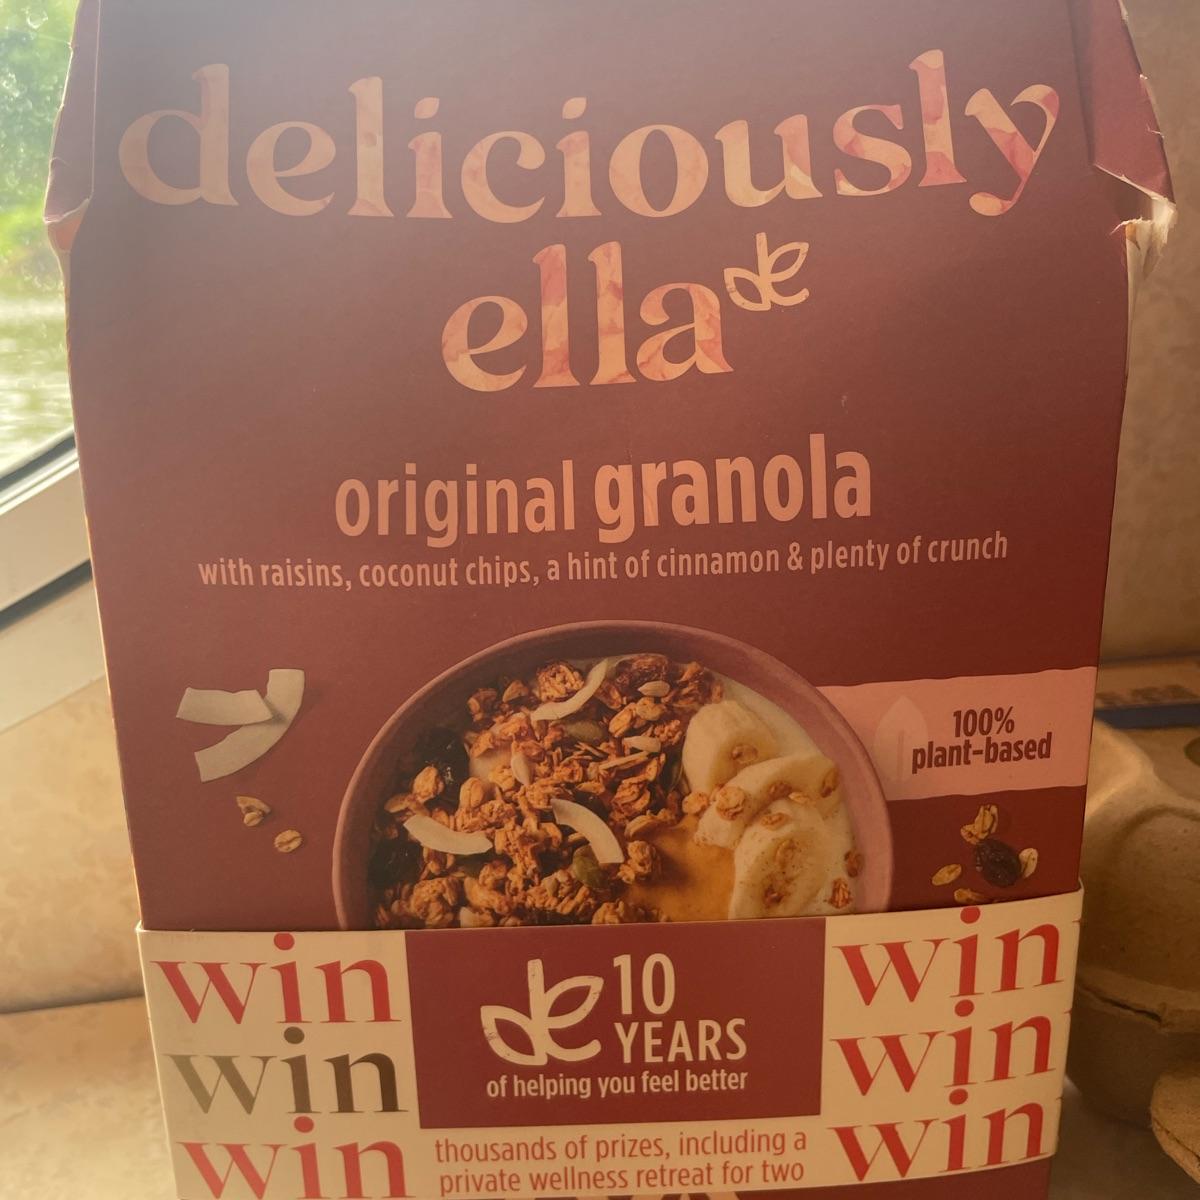 deliciously
ella
original granola
with raisins, coconut chips, a hint of cinnamon & plenty of crunch
100%
plant-based
win
win
win
10
YEARS
of helping you feel better
thousands of prizes, including a
private wellness retreat for two
win
win
win